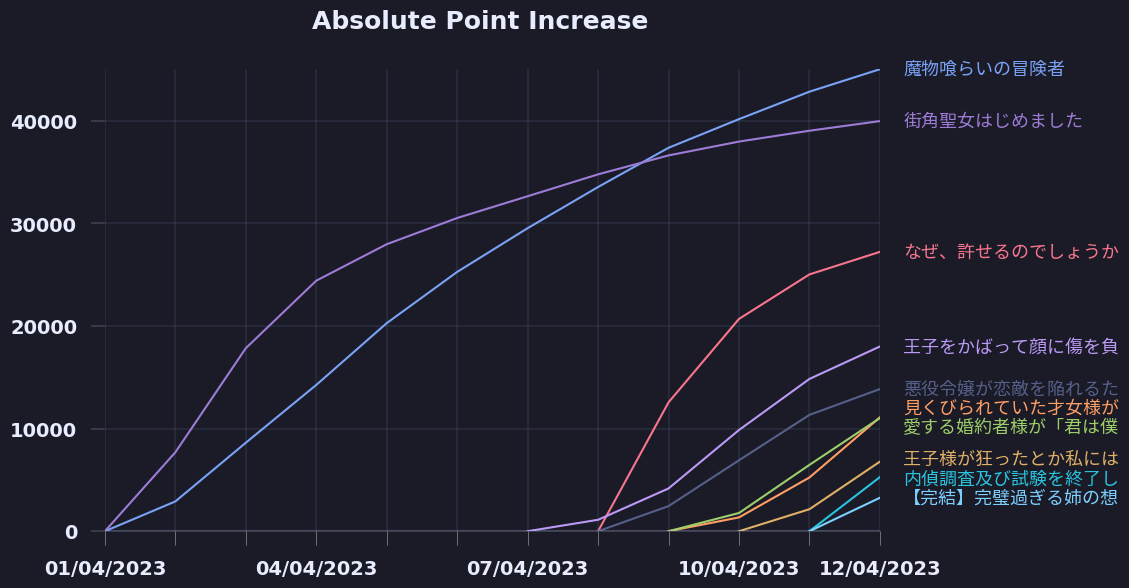 Absolute Point Increase
魔物喰らいの冒険者
街角聖女はじめました
40000
30000
なぜ、許せるのでしょうか
20000
王子をかばって顔に傷を負
悪役令嬢が恋敵を陥れるた
見くびられていた才女様が
10000
愛する婚約者様が「君は僕
王子様が狂ったとか私には
内偵調査及び試験を終了し
【完結】完璧過ぎる姉の想
0
01/04/2023
04/04/2023
07/04/2023
10/04/2023
12/04/2023